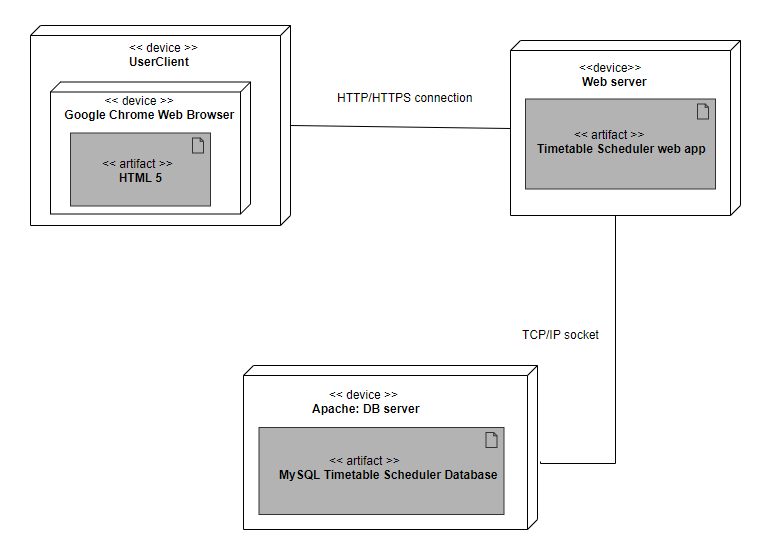 << device >>
UserClient
<< device >>
Google Chrome Web Browser
<< artifact >>
HTML 5
HTTP/HTTPS connection
<<device>>
Web server
<< artifact >>
Timetable Scheduler web app
TCP/IP socket
<< device >>
Apache: DB server
<< artifact >>
MySQL Timetable Scheduler Database